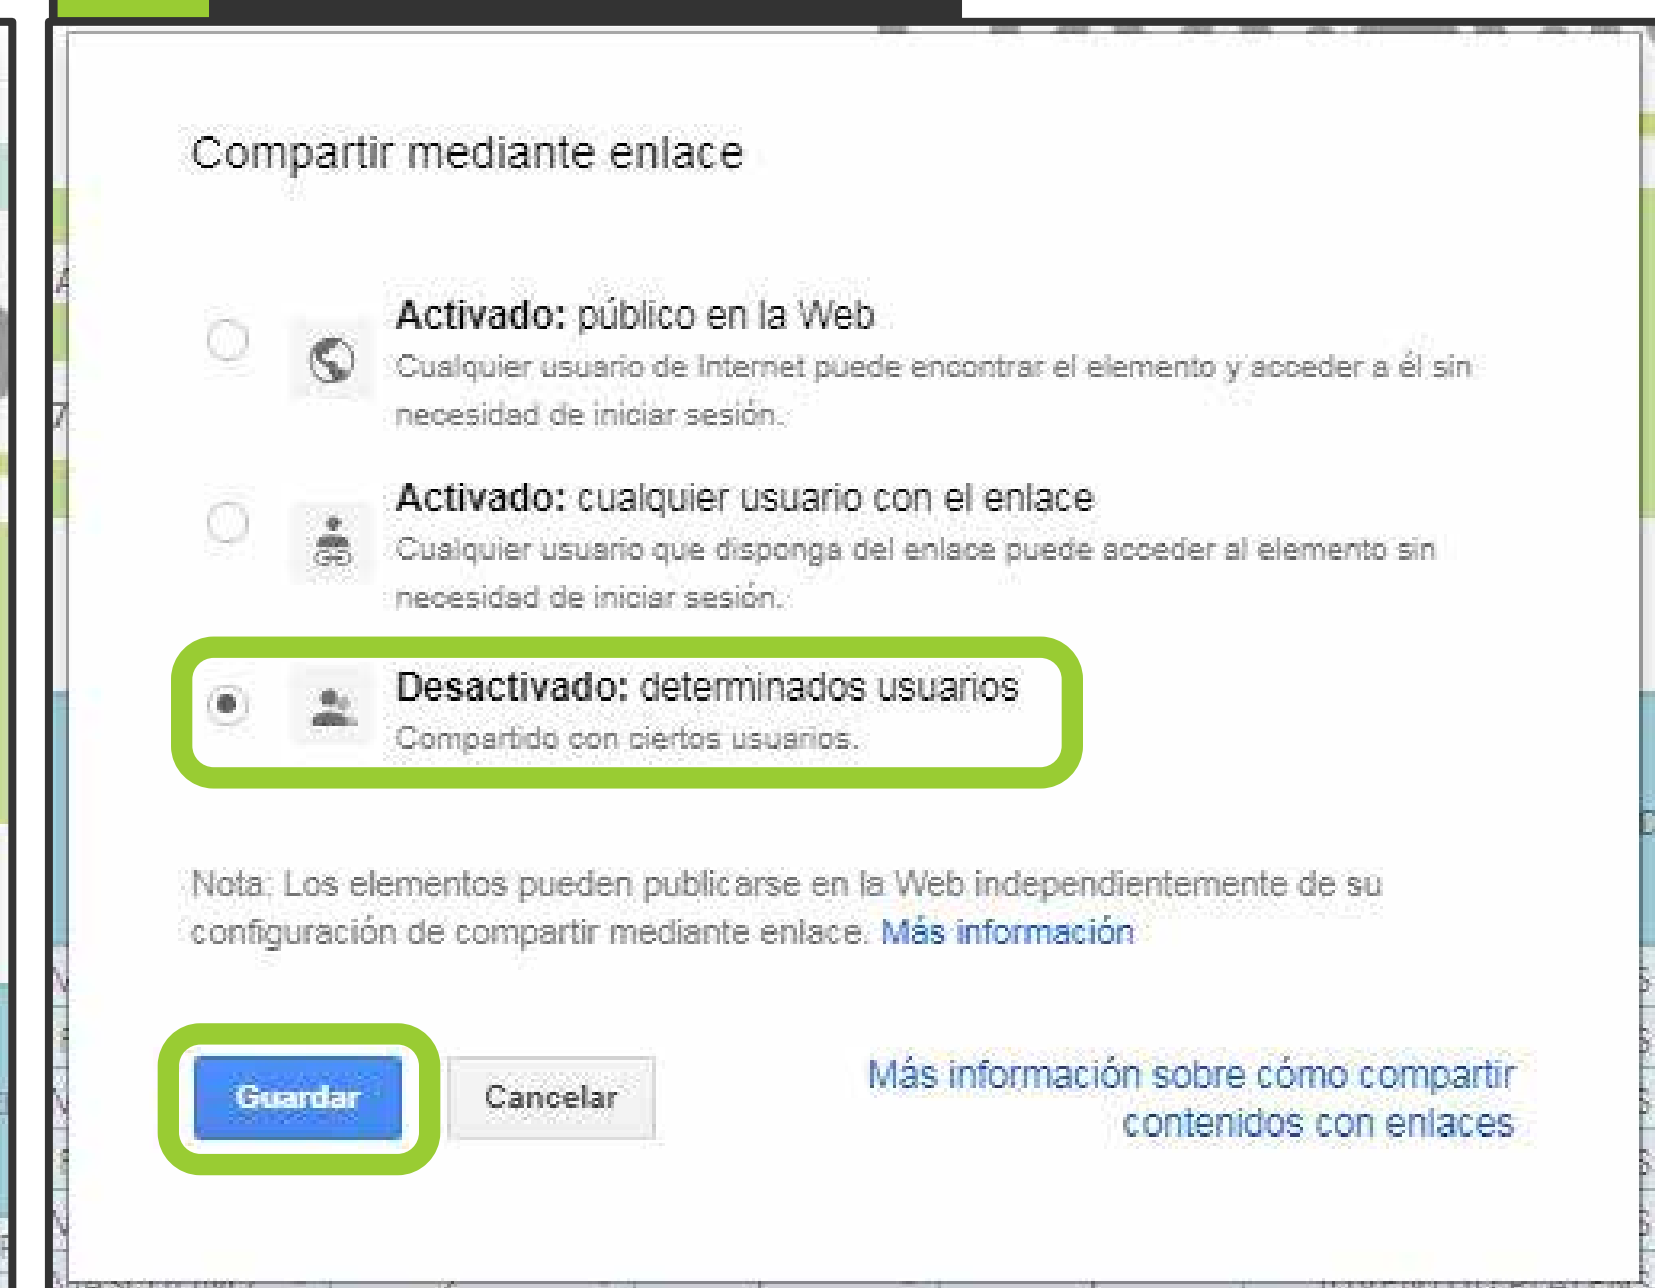 Compartir mediante enlace
Activado: público en la Web
Cualquier usuario de Internet puede encontrar el elemento y acceder a él sin
necesidad de iniciar sesión.
Activado: cualquier usuario con el enlace
Cualquier usuario que disponga del enlace puede acceder al elemento sin
necesidad de iniciar sesión.
Desactivado: determinados usuarios
Compartido con ciertos usuarios.
Nota: Los elementos pueden publicarse en la Web independientemente de su
configuración de compartir mediante enlace. Más información
Guardar
Cancelar
Más información sobre cómo compartir
contenidos con enlaces